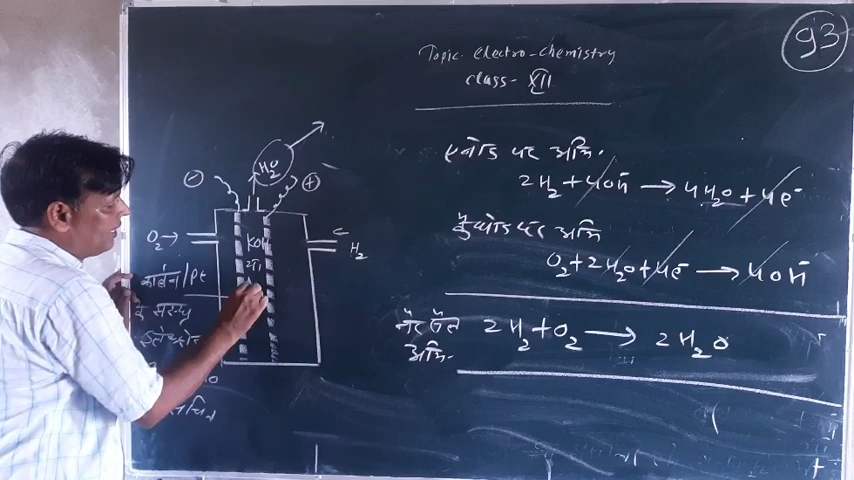 93
Topic. electro-chemistry
class- XII
एनोड पर अभि.
2H₂ + 4OH⁻ → 4H₂O + 4e⁻
कैथोड पर अभि
O₂ + 2H₂O + 4e⁻ → 4OH⁻
नेट सेल अभि.
2H₂ + O₂ → 2H₂O
H₂O
- +
O₂ →
KOH
H₂
कार्बन/Pt
के सरन्ध्र